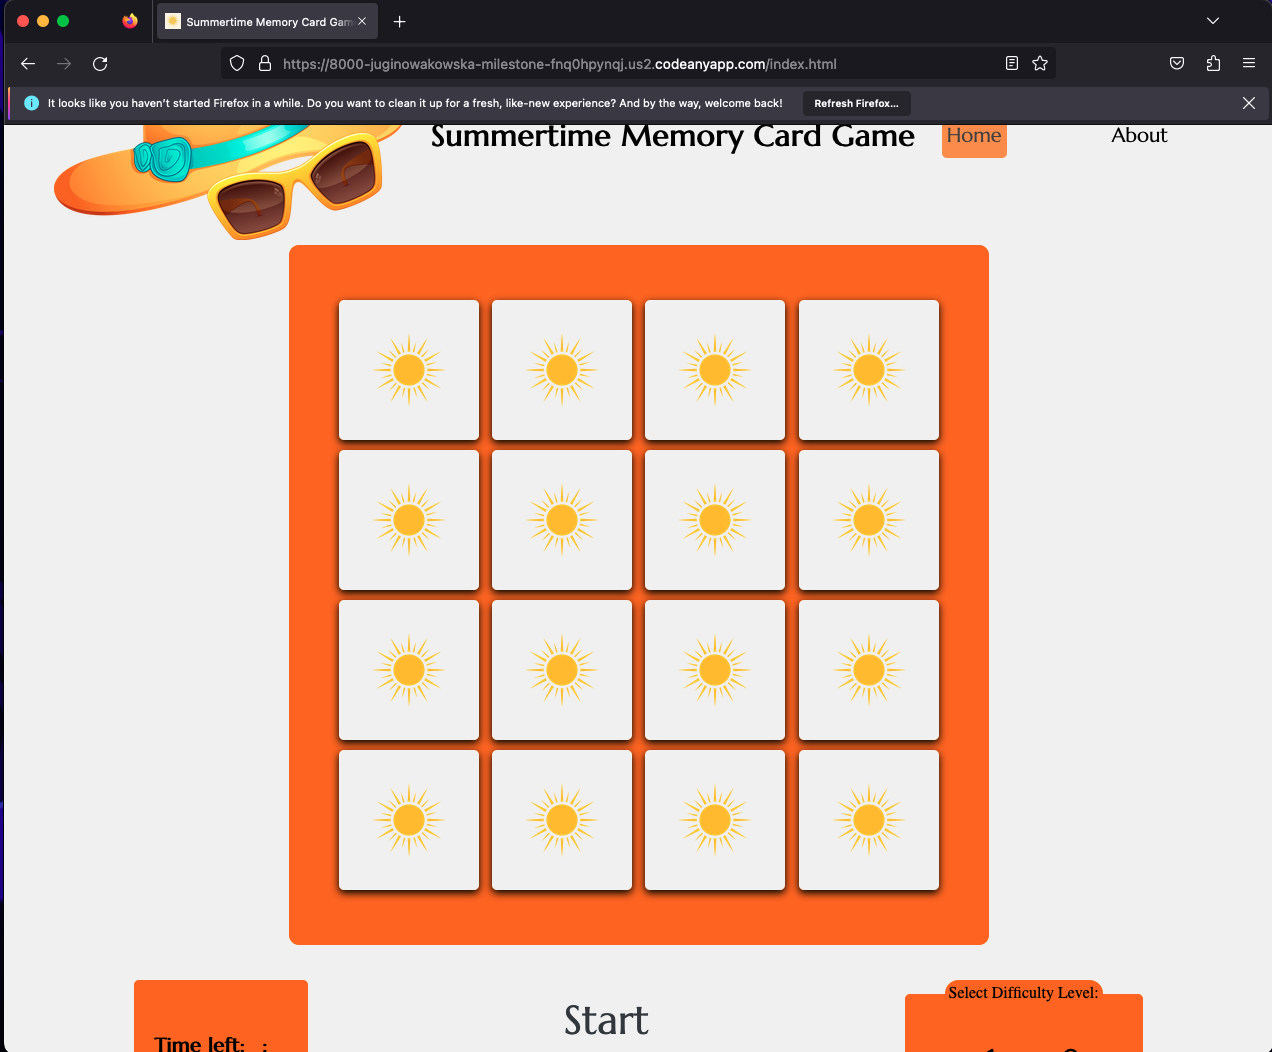 Summertime Memory Card Gam
https://8000-juginowakowska-milestone-fnq0hpynqj.us2.codeanyapp.com/index.html
It looks like you haven't started Firefox in a while. Do you want to clean it up for a fresh, like-new experience? And by the way, welcome back! Refresh Firefox...
Summertime Memory Card Game Home About
Start
Select Difficulty Level:
Time left: :